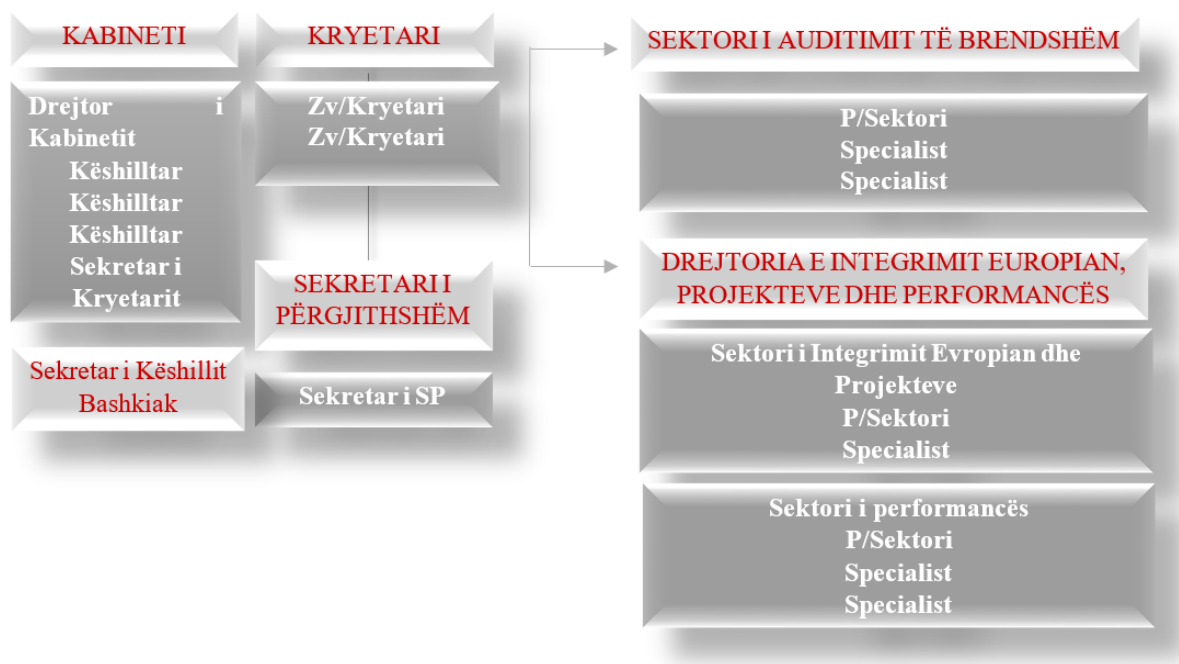 KABINETI
Drejtor i
Kabinetit
Këshilltar
Këshilltar
Këshilltar
Sekretar i
Kryetarit
Sekretar i Këshillit
Bashkiak
KRYETARI
Zv/Kryetari
Zv/Kryetari
SEKRETARI I
PËRGJITHSHËM
Sekretar i SP
SEKTORI I AUDITIMIT TË BRENDSHËM
P/Sektori
Specialist
Specialist
DREJTORIA E INTEGRIMIT EUROPIAN,
PROJEKTEVE DHE PERFORMANCËS
Sektori i Integrimit Evropian dhe
Projekteve
P/Sektori
Specialist
Sektori i performancës
P/Sektori
Specialist
Specialist